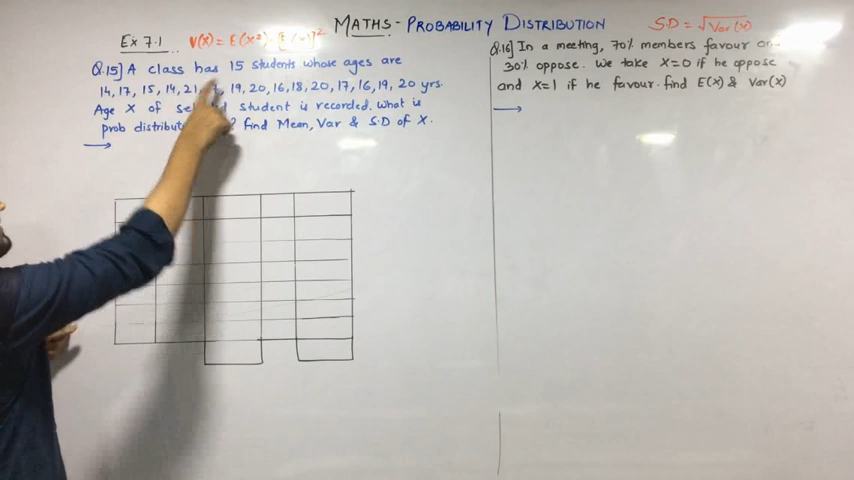 MATHS - PROBABILITY DISTRIBUTION
Ex 7.1
V(X) = E(X²) - [E(X)]²
S.D = √Var(X)
Q.15] A class has 15 students whose ages are
14, 17, 15, 14, 21, 19, 20, 16, 18, 20, 17, 16, 19, 20 yrs.
Age X of student is recorded. What is
prob find Mean, Var & S.D of X.
Q.16] In a meeting, 70% members favour and
30% oppose. We take X=0 if he oppose
and X=1 if he favour. find E(X) & Var(X)